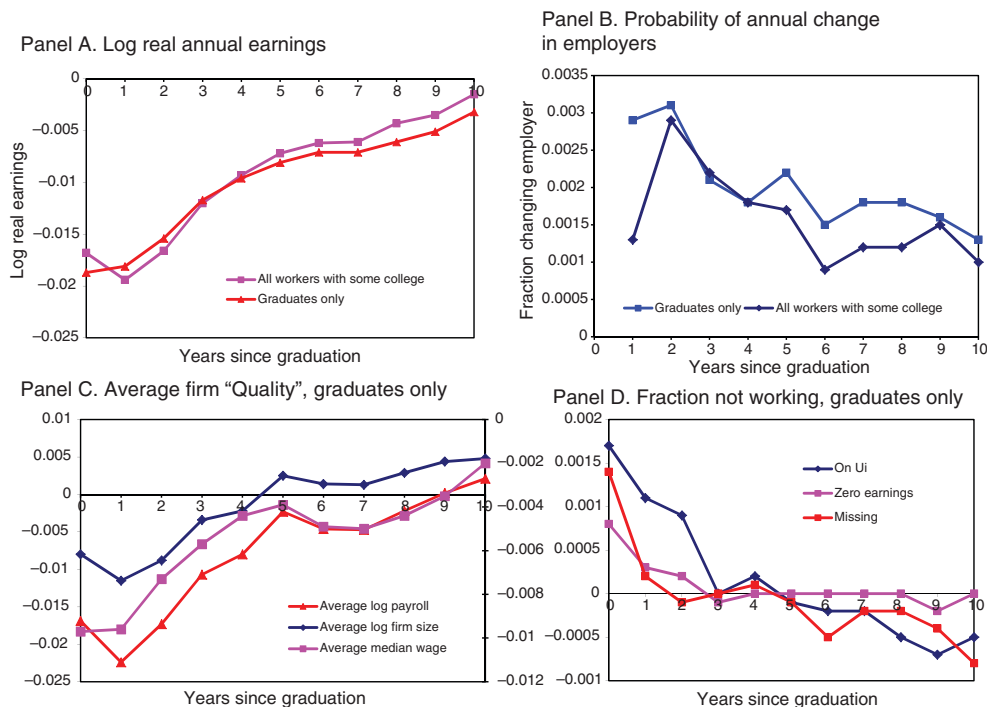 Panel A. Log real annual earnings
0
0 1 2 3 4 5 6 7 8 9 10
−0.005
−0.01
−0.015
−0.02
−0.025
Log real earnings
All workers with some college
Graduates only
Years since graduation
Panel B. Probability of annual change
in employers
0.0035
0.003
0.0025
0.002
0.0015
0.001
0.0005
0
Fraction changing employer
Graduates only All workers with some college
0 1 2 3 4 5 6 7 8 9 10
Years since graduation
Panel C. Average firm “Quality”, graduates only
0.01
0.005
0
−0.005
−0.01
−0.015
−0.02
−0.025
0 1 2 3 4 5 6 7 8 9 10
0
−0.002
−0.004
−0.006
−0.008
−0.01
−0.012
Average log payroll
Average log firm size
Average median wage
Years since graduation
Panel D. Fraction not working, graduates only
0.002
0.0015
0.001
0.0005
0
−0.0005
−0.001
0 1 2 3 4 5 6 7 8 9 10
On Ui
Zero earnings
Missing
Years since graduation